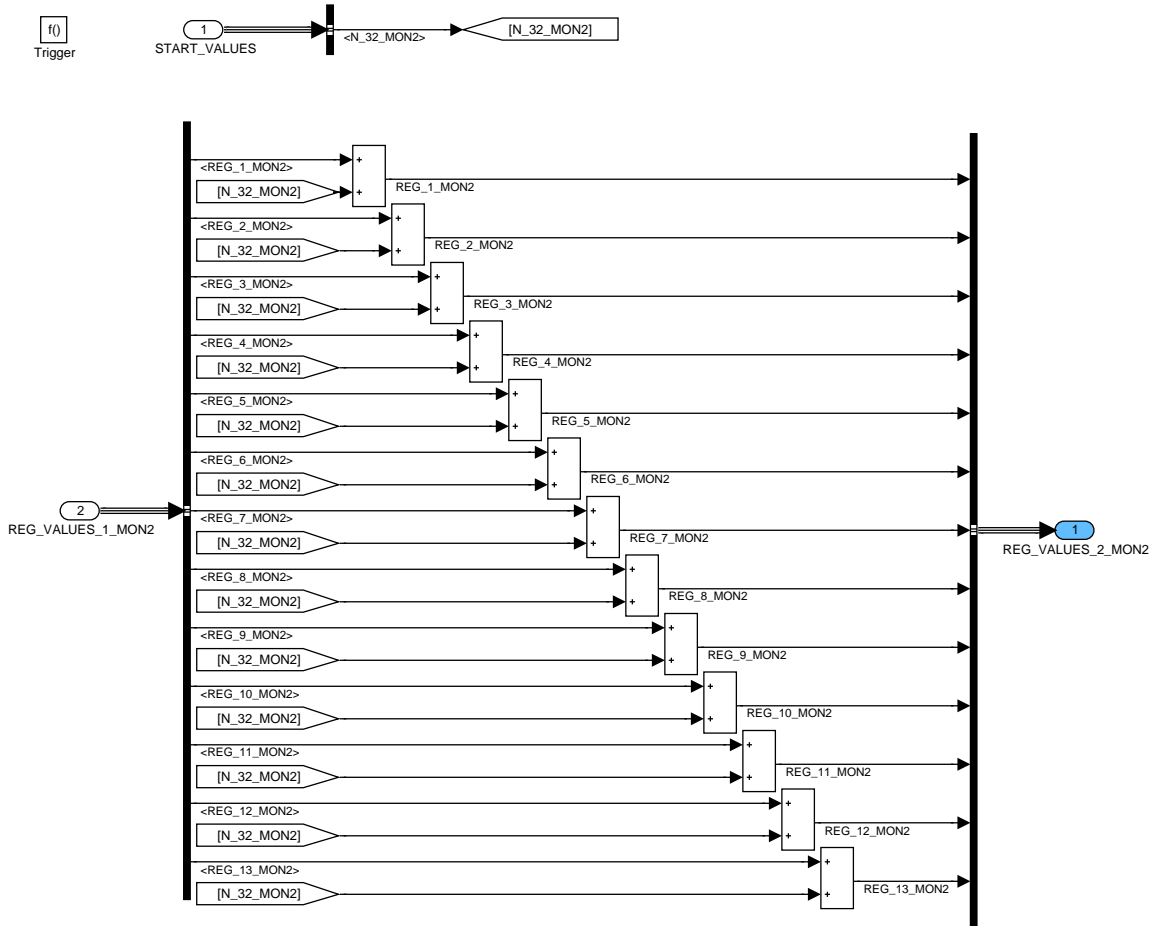 f()
Trigger
1
START_VALUES
<N_32_MON2>
[N_32_MON2]
<REG_1_MON2>
+
[N_32_MON2]
+
REG_1_MON2
<REG_2_MON2>
+
[N_32_MON2]
+
REG_2_MON2
<REG_3_MON2>
+
[N_32_MON2]
+
REG_3_MON2
<REG_4_MON2>
+
[N_32_MON2]
+
REG_4_MON2
<REG_5_MON2>
+
[N_32_MON2]
+
REG_5_MON2
<REG_6_MON2>
+
[N_32_MON2]
+
REG_6_MON2
2
REG_VALUES_1_MON2
<REG_7_MON2>
+
[N_32_MON2]
+
REG_7_MON2
1
REG_VALUES_2_MON2
<REG_8_MON2>
+
[N_32_MON2]
+
REG_8_MON2
<REG_9_MON2>
+
[N_32_MON2]
+
REG_9_MON2
<REG_10_MON2>
+
[N_32_MON2]
+
REG_10_MON2
<REG_11_MON2>
+
[N_32_MON2]
+
REG_11_MON2
<REG_12_MON2>
+
[N_32_MON2]
+
REG_12_MON2
<REG_13_MON2>
+
[N_32_MON2]
+
REG_13_MON2